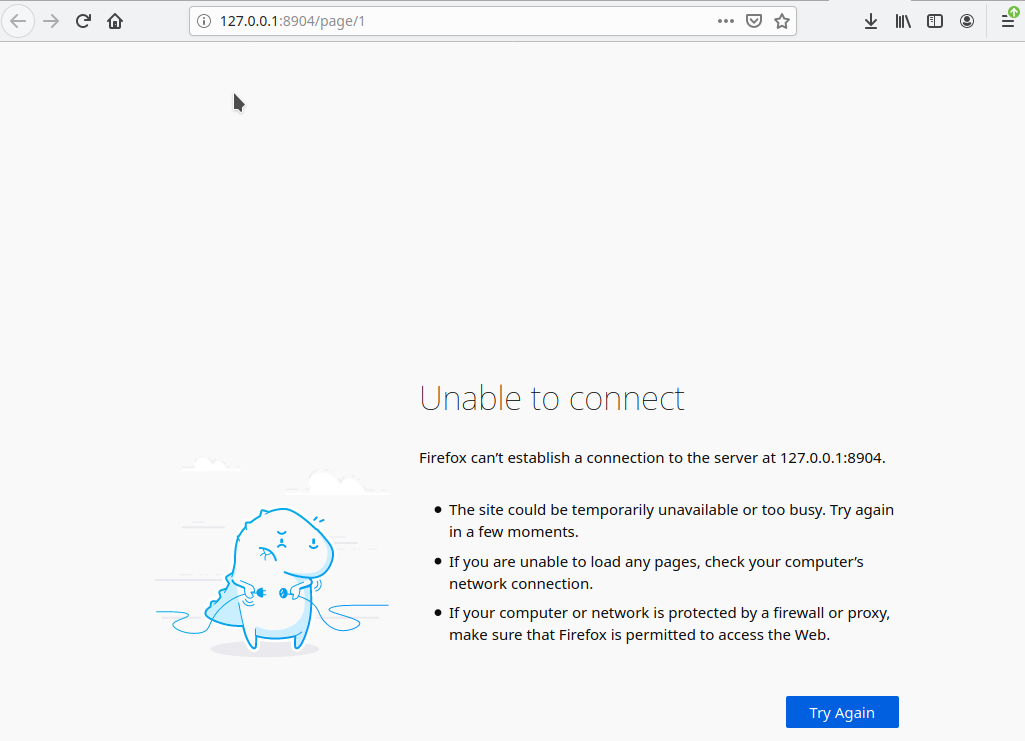 127.0.0.1:8904/page/1
Unable to connect
Firefox can’t establish a connection to the server at 127.0.0.1:8904.
The site could be temporarily unavailable or too busy. Try again
in a few moments.
If you are unable to load any pages, check your computer’s
network connection.
If your computer or network is protected by a firewall or proxy,
make sure that Firefox is permitted to access the Web.
Try Again